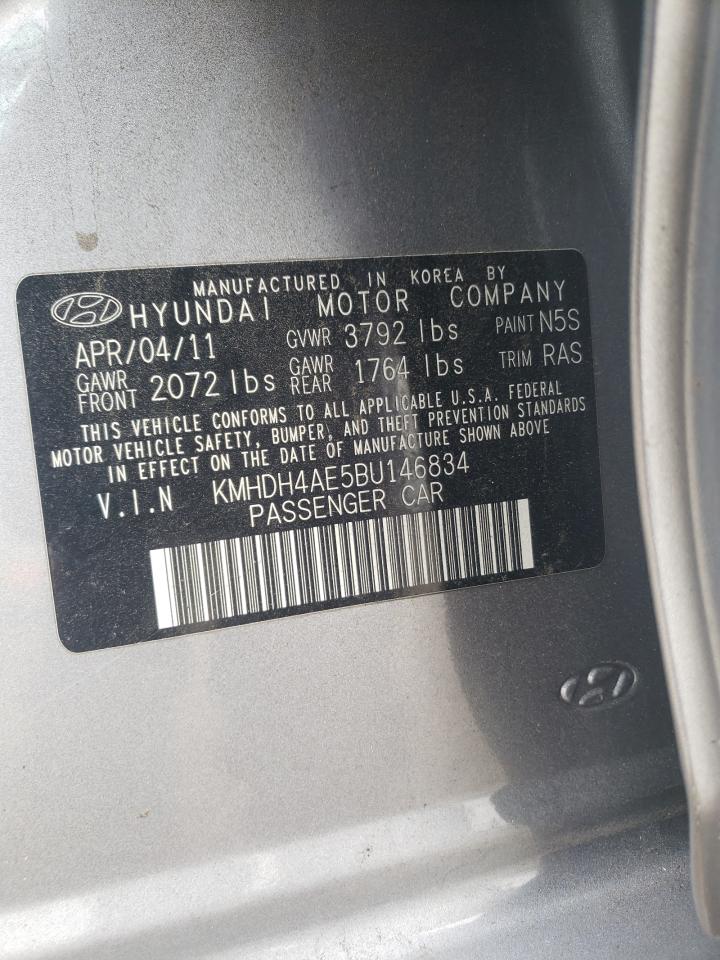 MANUFACTURED IN KOREA BY
HYUNDAI MOTOR COMPANY
APR/04/11 GVWR 3792 lbs PAINT N5S
GAWR FRONT 2072 lbs GAWR REAR 1764 lbs TRIM RAS
THIS VEHICLE CONFORMS TO ALL APPLICABLE U.S.A. FEDERAL
MOTOR VEHICLE SAFETY, BUMPER, AND THEFT PREVENTION STANDARDS
IN EFFECT ON THE DATE OF MANUFACTURE SHOWN ABOVE
V.I.N KMHDH4AE5BU146834
PASSENGER CAR